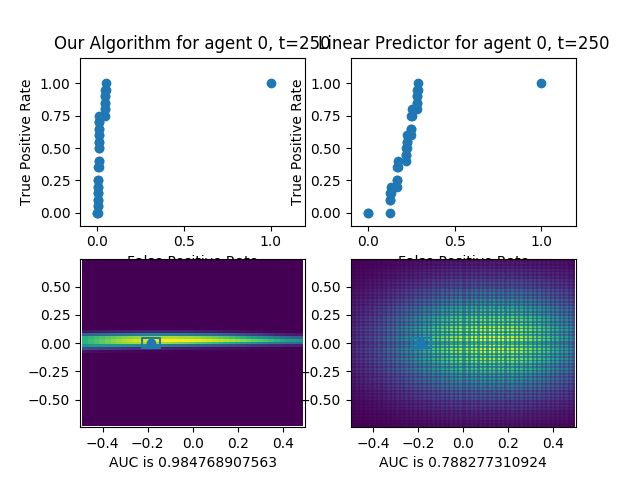 Our Algorithm for agent 0, t=250
Linear Predictor for agent 0, t=250
True Positive Rate
1.00
0.75
0.50
0.25
0.00
0.0 0.5 1.0
False Positive Rate
True Positive Rate
1.00
0.75
0.50
0.25
0.00
0.0 0.5 1.0
False Positive Rate
0.50
0.25
0.00
−0.25
−0.50
−0.4 −0.2 0.0 0.2 0.4
AUC is 0.984768907563
0.50
0.25
0.00
−0.25
−0.50
−0.4 −0.2 0.0 0.2 0.4
AUC is 0.788277310924